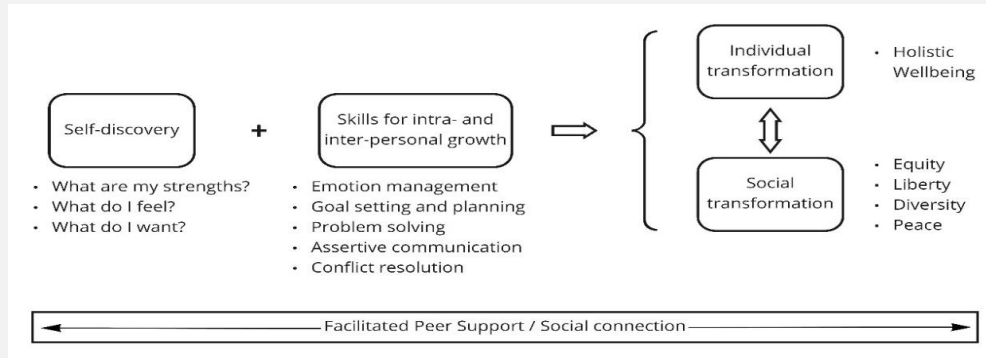 Self-discovery
+
Skills for intra- and
inter-personal growth
Individual
transformation
• Holistic
Wellbeing
• What are my strengths?
• What do I feel?
• What do I want?
• Emotion management
• Goal setting and planning
• Problem solving
• Assertive communication
• Conflict resolution
Social
transformation
• Equity
• Liberty
• Diversity
• Peace
Facilitated Peer Support / Social connection